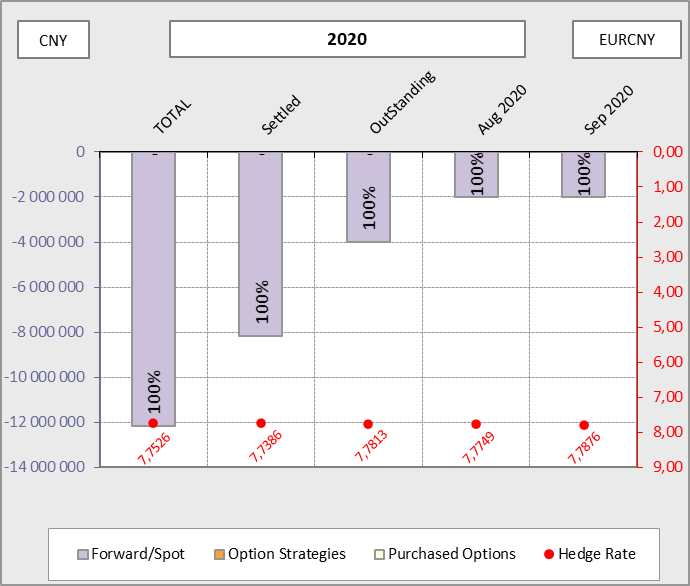 CNY
2020
EURCNY
TOTAL
Settled
OutStanding
Aug 2020
Sep 2020
0
-2 000 000
-4 000 000
-6 000 000
-8 000 000
-10 000 000
-12 000 000
-14 000 000
-
-
-
100%
100%
100%
100%
100%
7,7526
7,7386
7,7813
7,7749
7,7876
0,00
1,00
2,00
3,00
4,00
5,00
6,00
7,00
8,00
9,00
Forward/Spot
Option Strategies
Purchased Options
Hedge Rate